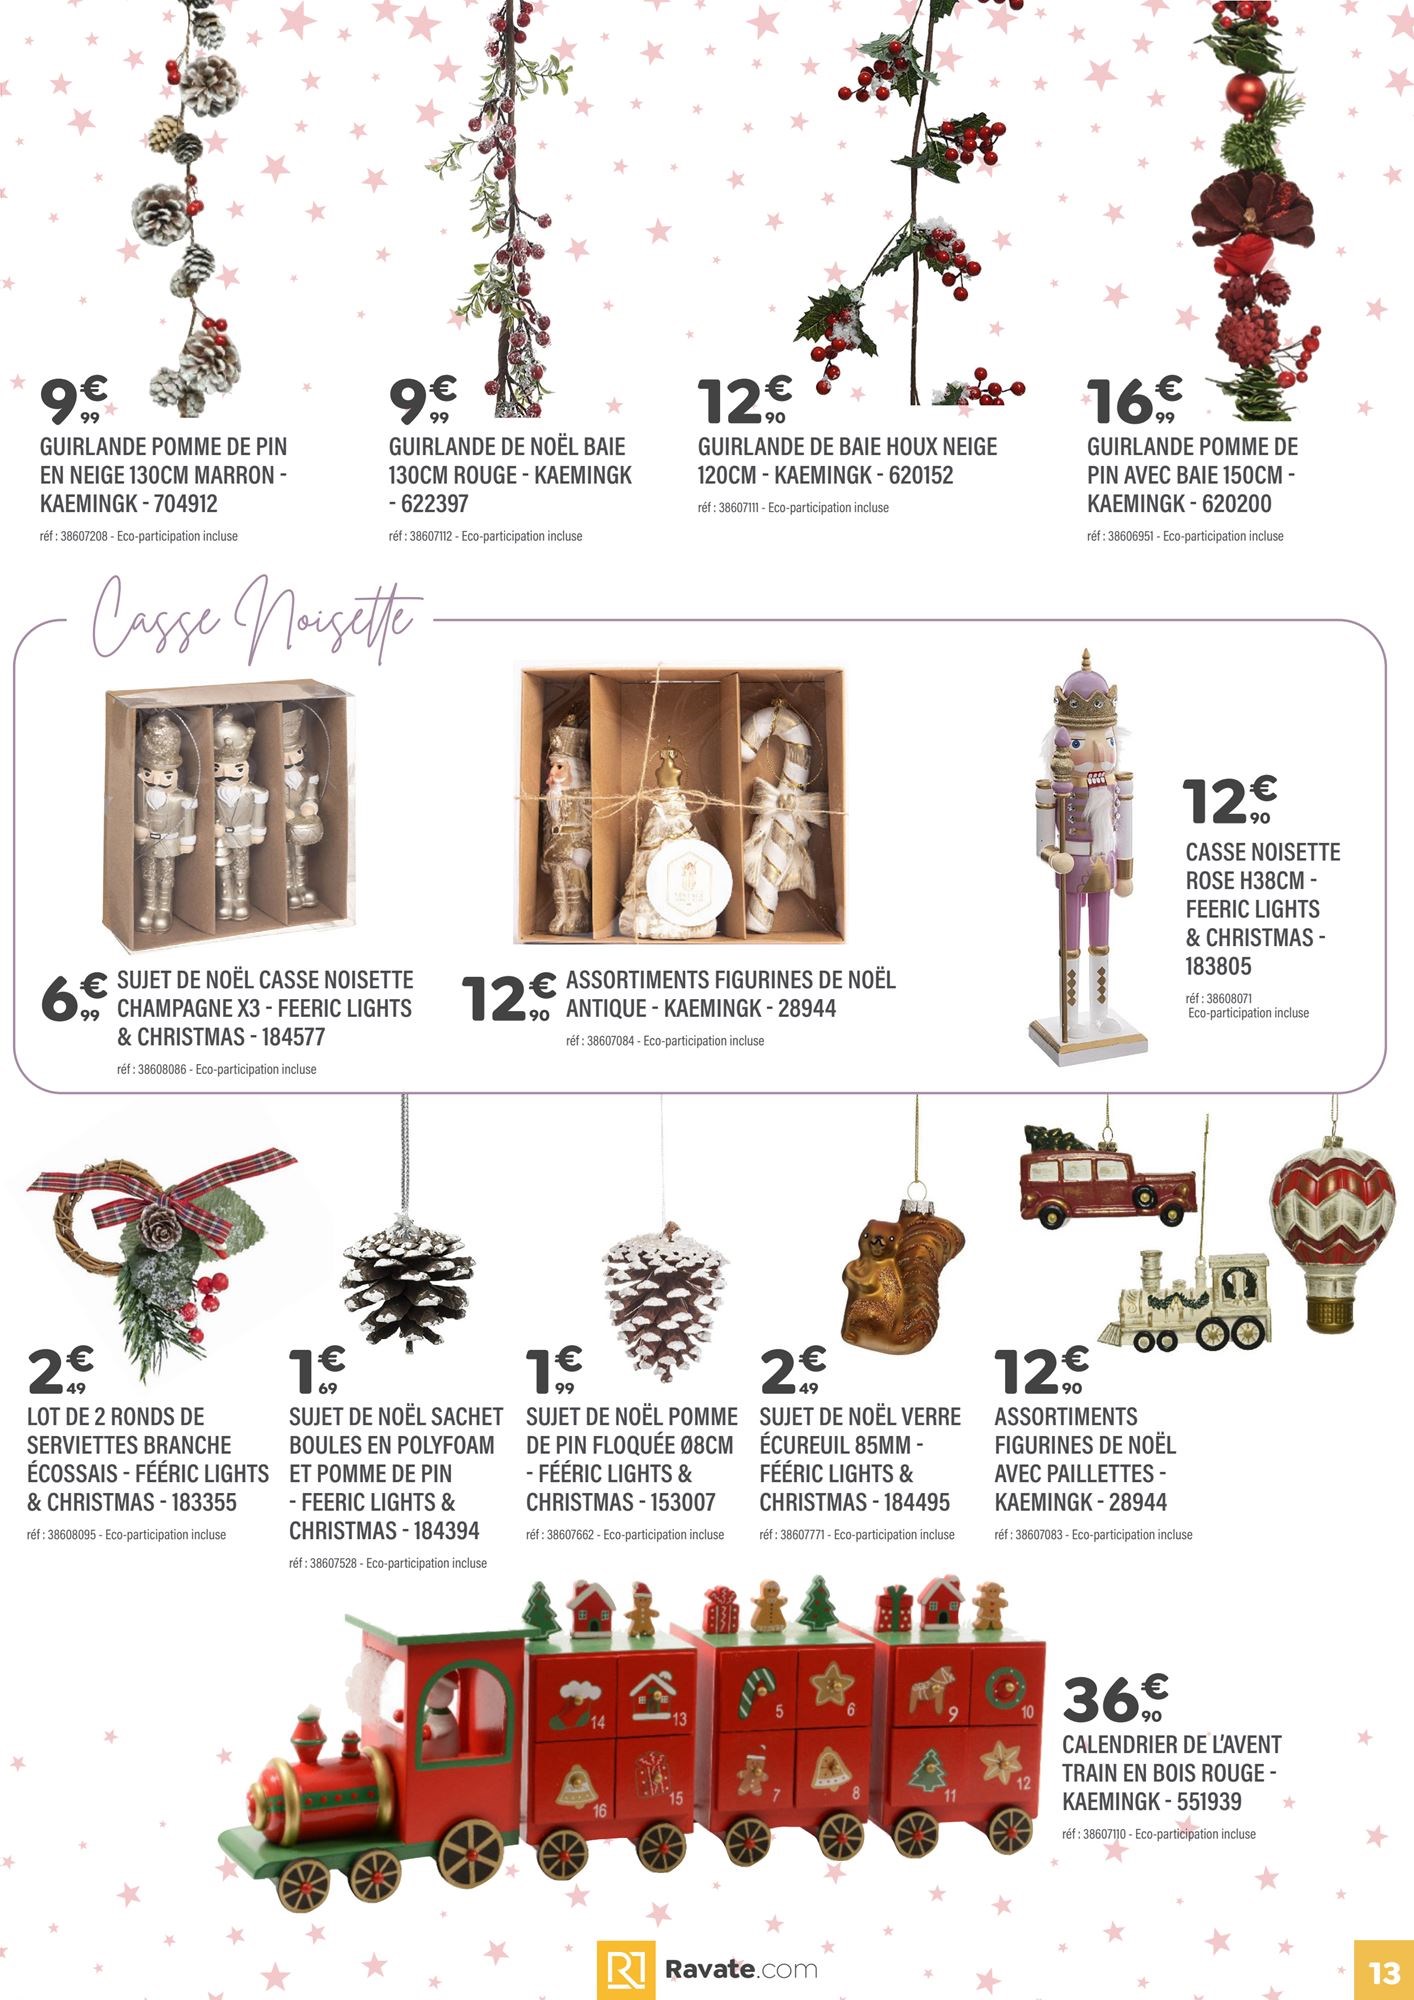 9€99
GUIRLANDE POMME DE PIN
EN NEIGE 130CM MARRON -
KAEMINGK - 704912
réf : 38607208 - Eco-participation incluse
9€99
GUIRLANDE DE NOËL BAIE
130CM ROUGE - KAEMINGK
- 622397
réf : 38607112 - Eco-participation incluse
12€90
GUIRLANDE DE BAIE HOUX NEIGE
120CM - KAEMINGK - 620152
réf : 38607111 - Eco-participation incluse
16€99
GUIRLANDE POMME DE
PIN AVEC BAIE 150CM -
KAEMINGK - 620200
réf : 38606951 - Eco-participation incluse
Casse Noisette
6€99
SUJET DE NOËL CASSE NOISETTE
CHAMPAGNE X3 - FEERIC LIGHTS
& CHRISTMAS - 184577
réf : 38608086 - Eco-participation incluse
12€90
ASSORTIMENTS FIGURINES DE NOËL
ANTIQUE - KAEMINGK - 28944
réf : 38607084 - Eco-participation incluse
12€90
CASSE NOISETTE
ROSE H38CM -
FEERIC LIGHTS
& CHRISTMAS -
183805
réf : 38608071
Eco-participation incluse
2€49
LOT DE 2 RONDS DE
SERVIETTES BRANCHE
ÉCOSSAIS - FÉÉRIC LIGHTS
& CHRISTMAS - 183355
réf : 38608095 - Eco-participation incluse
1€69
SUJET DE NOËL SACHET
BOULES EN POLYFOAM
ET POMME DE PIN
- FEERIC LIGHTS &
CHRISTMAS - 184394
réf : 38607528 - Eco-participation incluse
1€99
SUJET DE NOËL POMME
DE PIN FLOQUÉE Ø8CM
- FÉÉRIC LIGHTS &
CHRISTMAS - 153007
réf : 38607662 - Eco-participation incluse
2€49
SUJET DE NOËL VERRE
ÉCUREUIL 85MM -
FÉÉRIC LIGHTS &
CHRISTMAS - 184495
réf : 38607771 - Eco-participation incluse
12€90
ASSORTIMENTS
FIGURINES DE NOËL
AVEC PAILLETTES -
KAEMINGK - 28944
réf : 38607083 - Eco-participation incluse
14 13 5 6 9 10
16 15 7 8 11 12
36€90
CALENDRIER DE L'AVENT
TRAIN EN BOIS ROUGE -
KAEMINGK - 551939
réf : 38607110 - Eco-participation incluse
Ravate.com
13